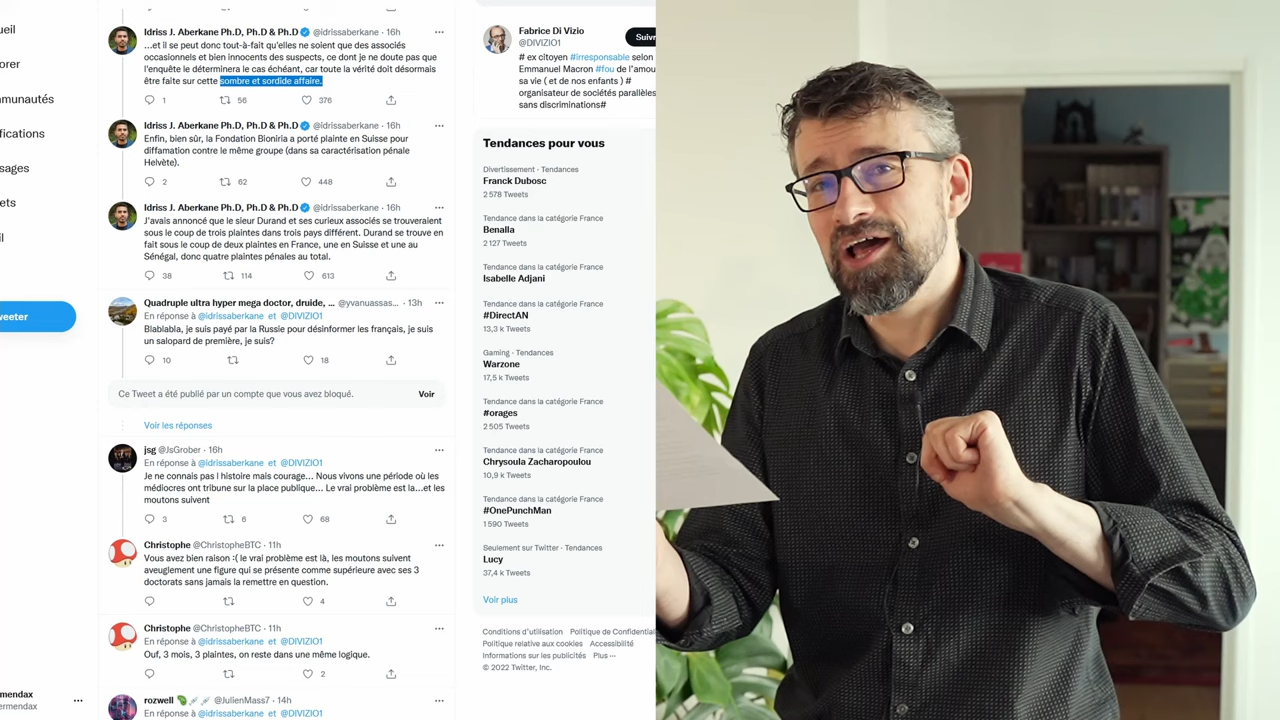 ueil
orer
mmunautés
fications
sages
ets
il
weeter
mendax
ermendax
Idriss J. Aberkane Ph.D, Ph.D & Ph.D @idrissaberkane · 16h
...et il se peut donc tout-à-fait qu'elles ne soient que des associés
occasionnels et bien innocents des suspects, ce dont je ne doute pas que
l'enquête le déterminera le cas échéant, car toute la vérité doit désormais
être faite sur cette sombre et sordide affaire.
1 56 376
Idriss J. Aberkane Ph.D, Ph.D & Ph.D @idrissaberkane · 16h
Enfin, bien sûr, la Fondation Bioniria a porté plainte en Suisse pour
diffamation contre le même groupe (dans sa caractérisation pénale
Helvète).
2 62 448
Idriss J. Aberkane Ph.D, Ph.D & Ph.D @idrissaberkane · 16h
J'avais annoncé que le sieur Durand et ses curieux associés se trouveraient
sous le coup de trois plaintes dans trois pays différent. Durand se trouve en
fait sous le coup de deux plaintes en France, une en Suisse et une au
Sénégal, donc quatre plaintes pénales au total.
38 114 613
Quadruple ultra hyper mega doctor, druide, ... @yvanuassas... · 13h
En réponse à @idrissaberkane et @DIVIZIO1
Blablabla, je suis payé par la Russie pour désinformer les français, je suis
un salopard de première, je suis?
10 18
Ce Tweet a été publié par un compte que vous avez bloqué. Voir
Voir les réponses
jsg @JsGrober · 16h
En réponse à @idrissaberkane et @DIVIZIO1
Je ne connais pas l histoire mais courage... Nous vivons une période où les
médiocres ont tribune sur la place publique... Le vrai problème est la...et les
moutons suivent
3 6 68
Christophe @ChristopheBTC · 11h
Vous avez bien raison :( le vrai problème est là, les moutons suivent
aveuglement une figure qui se présente comme supérieure avec ses 3
doctorats sans jamais la remettre en question.
4
Christophe @ChristopheBTC · 11h
En réponse à @idrissaberkane et @DIVIZIO1
Ouf, 3 mois, 3 plaintes, on reste dans une même logique.
2
rozwell @JulienMass7 · 14h
En réponse à @idrissaberkane et @DIVIZIO1
Fabrice Di Vizio
@DIVIZIO1
Suivr
# ex citoyen #irresponsable selon
Emmanuel Macron #fou de l'amou
sa vie ( et de nos enfants ) #
organisateur de sociétés parallèles
sans discriminations#
Tendances pour vous
Divertissement · Tendances
Franck Dubosc
2 578 Tweets
Tendance dans la catégorie France
Benalla
2 127 Tweets
Tendance dans la catégorie France
Isabelle Adjani
Tendance dans la catégorie France
#DirectAN
13,3 k Tweets
Gaming · Tendances
Warzone
17,5 k Tweets
Tendance dans la catégorie France
#orages
2 505 Tweets
Tendance dans la catégorie France
Chrysoula Zacharopoulou
10,9 k Tweets
Tendance dans la catégorie France
#OnePunchMan
1 590 Tweets
Seulement sur Twitter · Tendances
Lucy
37,4 k Tweets
Voir plus
Conditions d'utilisation Politique de Confidential
Politique relative aux cookies Accessibilité
Informations sur les publicités Plus ···
© 2022 Twitter, Inc.